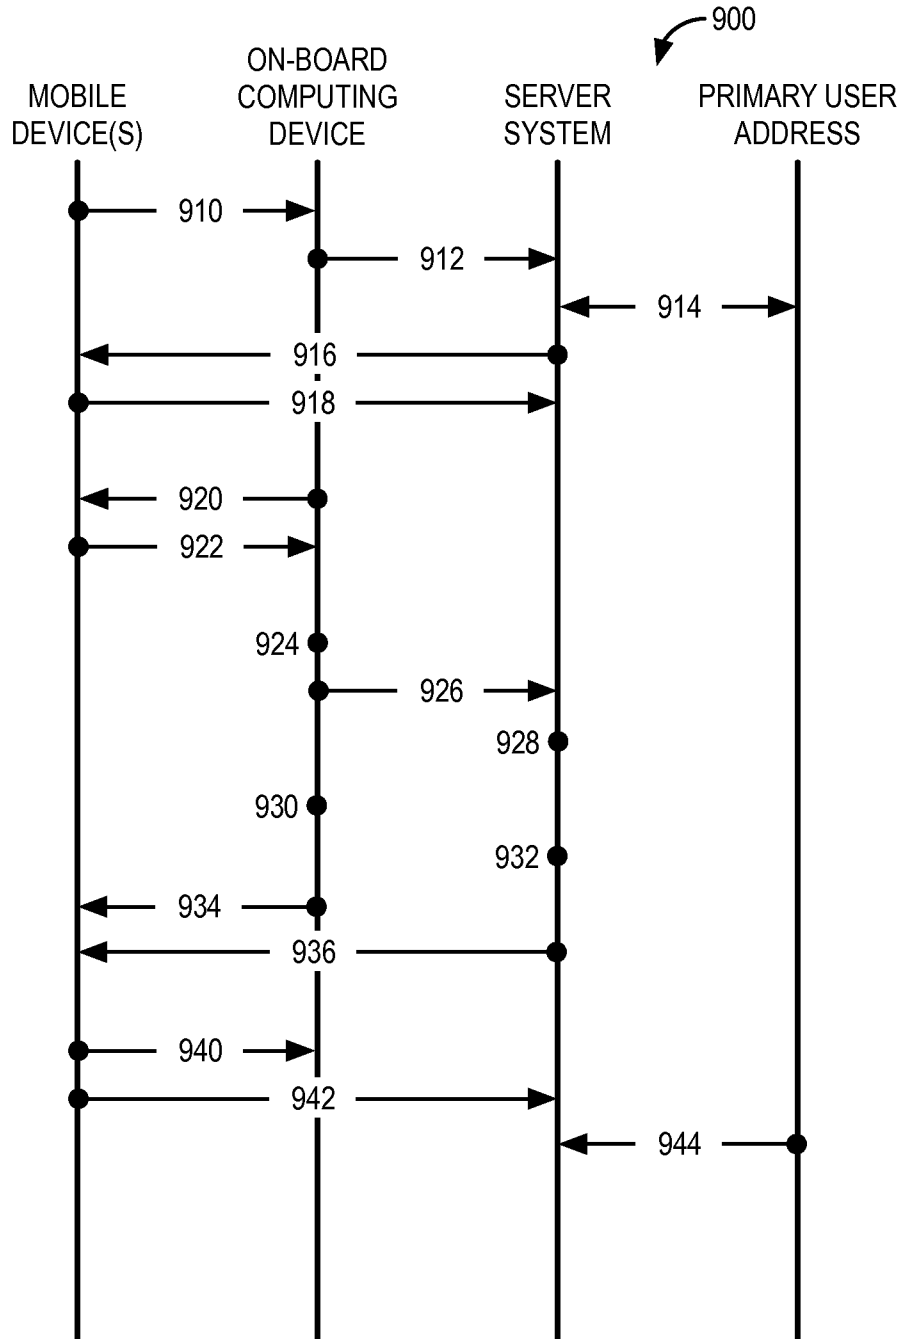 900
MOBILE
DEVICE(S)
ON-BOARD
COMPUTING
DEVICE
SERVER
SYSTEM
PRIMARY USER
ADDRESS
910
912
914
916
918
920
922
924
926
928
930
932
934
936
940
942
944